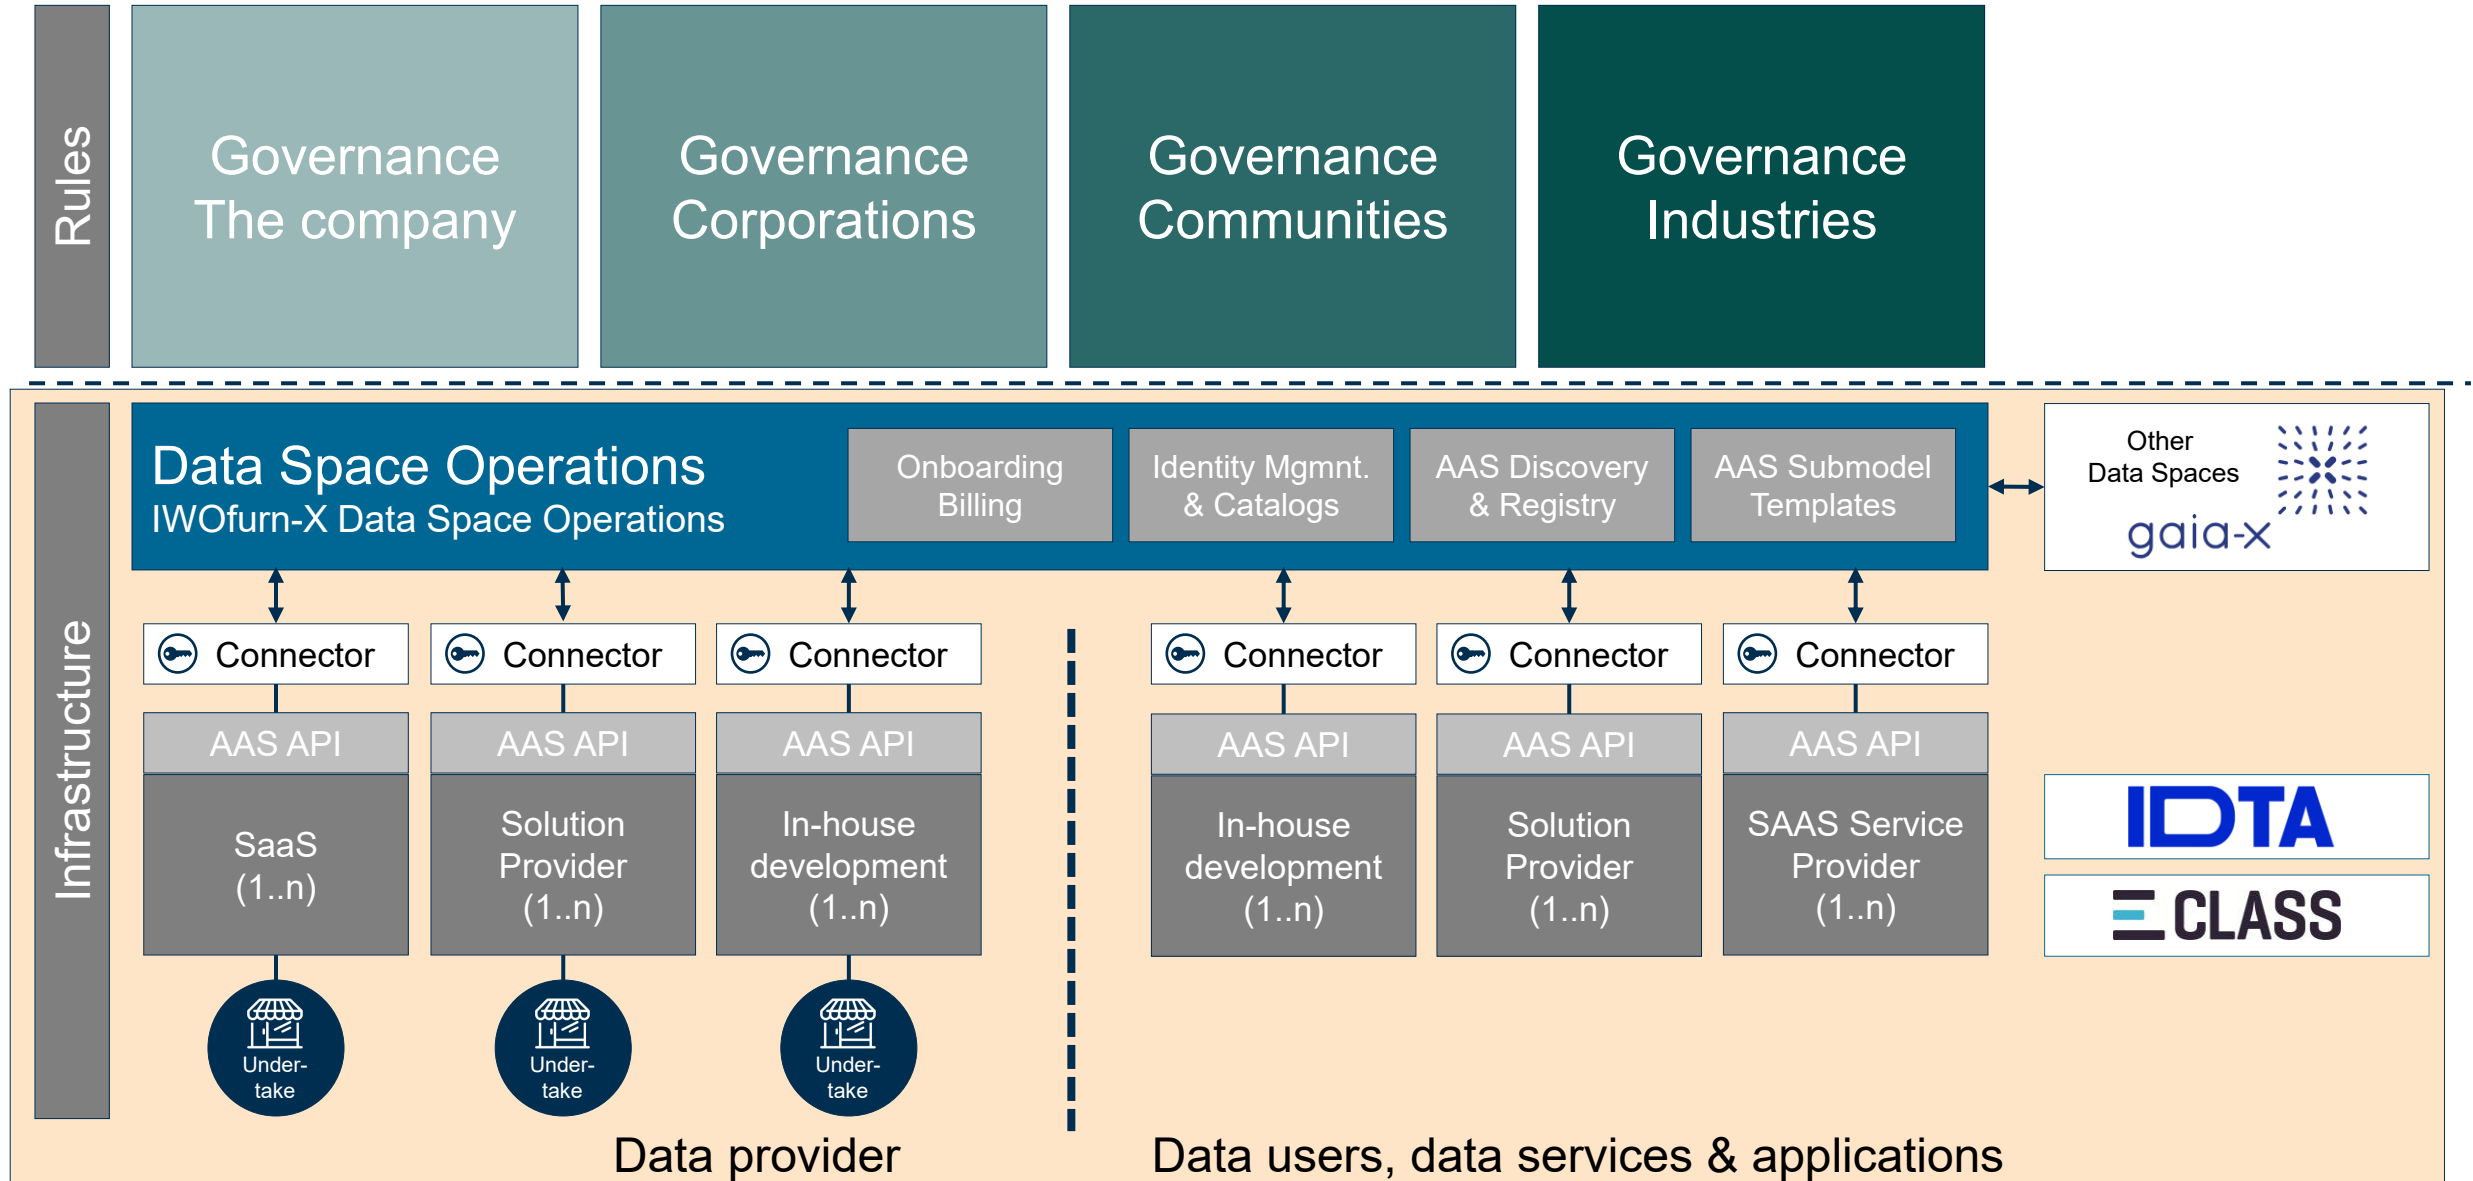 Rules
Governance
The company
Governance
Corporations
Governance
Communities
Governance
Industries
Infrastructure
Data Space Operations
IWOfurn-X Data Space Operations
Onboarding
Billing
Identity Mgmnt.
& Catalogs
AAS Discovery
& Registry
AAS Submodel
Templates
Other
Data Spaces
gaia-x
Connector
Connector
Connector
Connector
Connector
Connector
AAS API
AAS API
AAS API
AAS API
AAS API
AAS API
SaaS
(1..n)
Solution
Provider
(1..n)
In-house
development
(1..n)
In-house
development
(1..n)
Solution
Provider
(1..n)
SAAS Service
Provider
(1..n)
IDTA
ECLASS
Under-
take
Under-
take
Under-
take
Data provider
Data users, data services & applications